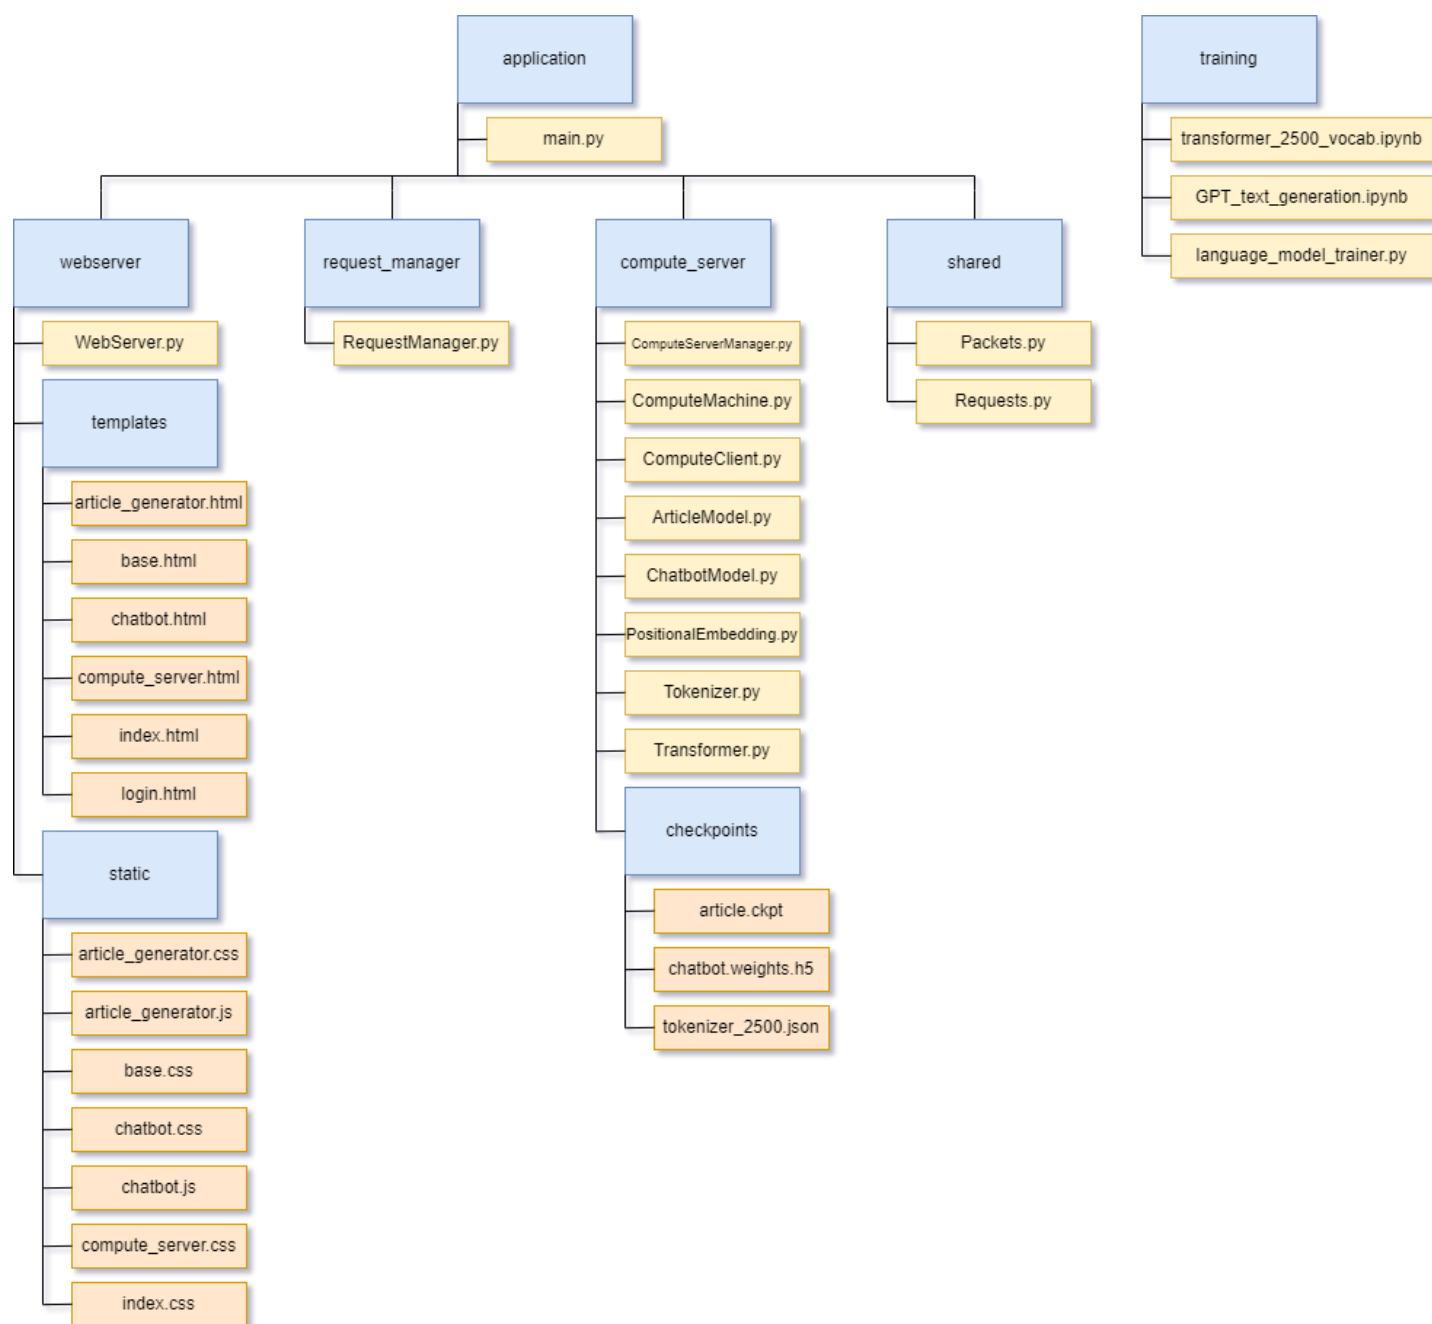 application
main.py
webserver
WebServer.py
templates
article_generator.html
base.html
chatbot.html
compute_server.html
index.html
login.html
static
article_generator.css
article_generator.js
base.css
chatbot.css
chatbot.js
compute_server.css
index.css
request_manager
RequestManager.py
compute_server
ComputeServerManager.py
ComputeMachine.py
ComputeClient.py
ArticleModel.py
ChatbotModel.py
PositionalEmbedding.py
Tokenizer.py
Transformer.py
checkpoints
article.ckpt
chatbot.weights.h5
tokenizer_2500.json
shared
Packets.py
Requests.py
training
transformer_2500_vocab.ipynb
GPT_text_generation.ipynb
language_model_trainer.py